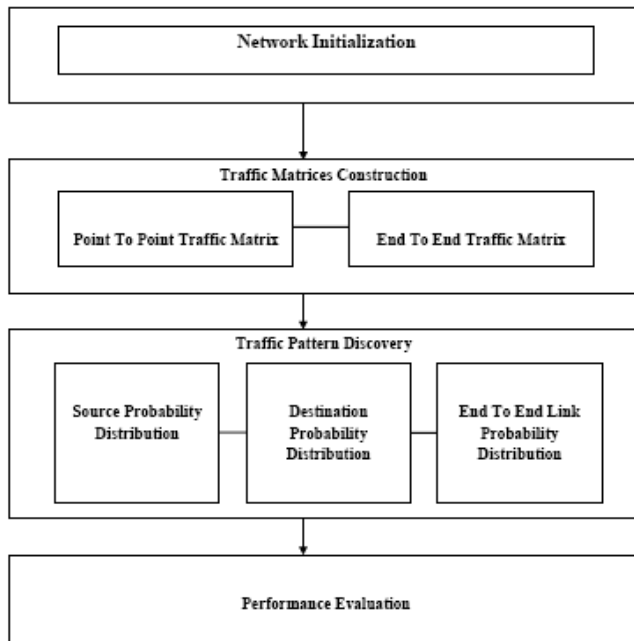 Network Initialization
Traffic Matrices Construction
Point To Point Traffic Matrix
End To End Traffic Matrix
Traffic Pattern Discovery
Source Probability
Distribution
Destination
Probability
Distribution
End To End Link
Probability
Distribution
Performance Evaluation